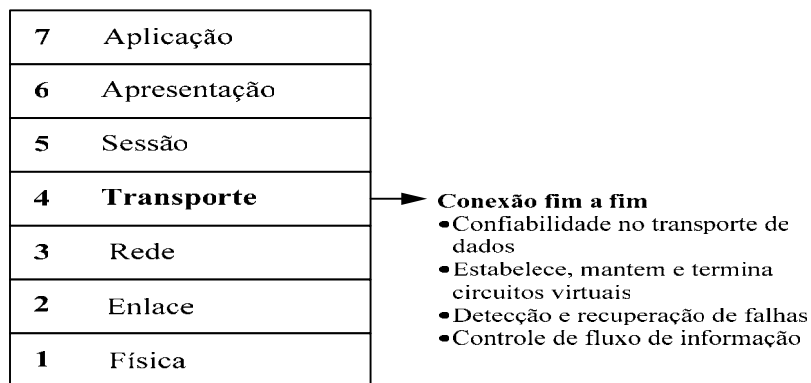 7 Aplicação
6 Apresentação
5 Sessão
4 Transporte
3 Rede
2 Enlace
1 Física
Conexão fim a fim
•Confiabilidade no transporte de
dados
•Estabelece, mantem e termina
circuitos virtuais
•Detecção e recuperação de falhas
•Controle de fluxo de informação